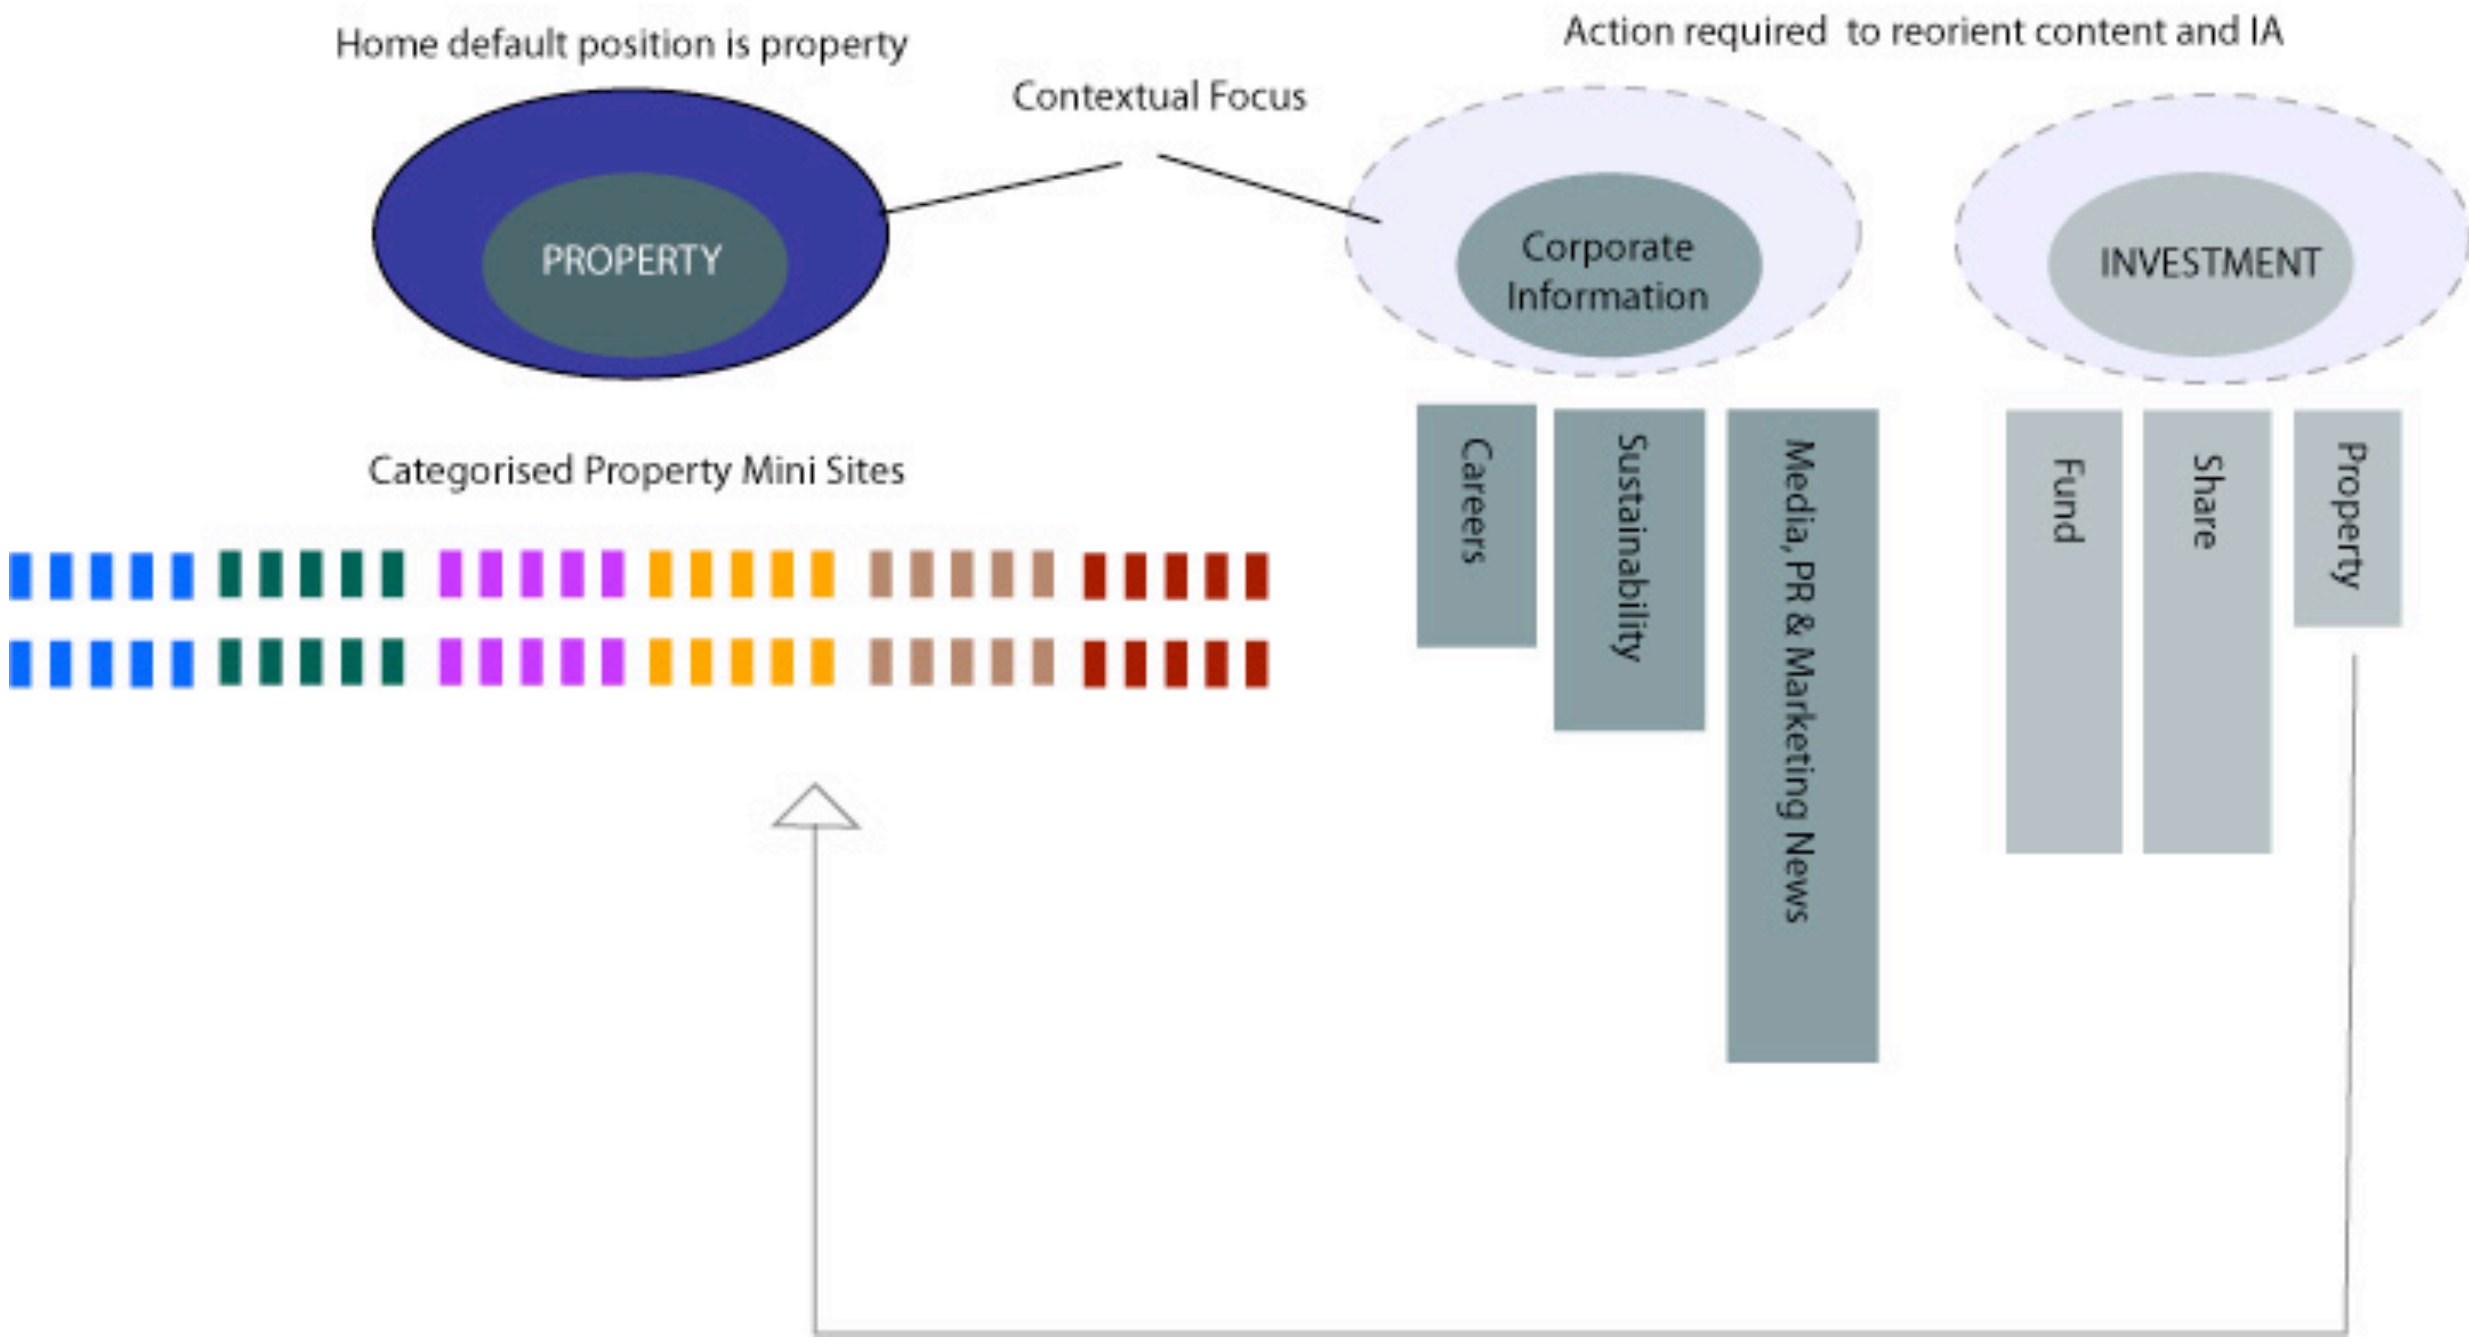 Home default position is property
Action required to reorient content and IA
Contextual Focus
PROPERTY
Corporate
Information
INVESTMENT
Categorised Property Mini Sites
Careers
Sustainability
Media, PR & Marketing News
Fund
Share
Property